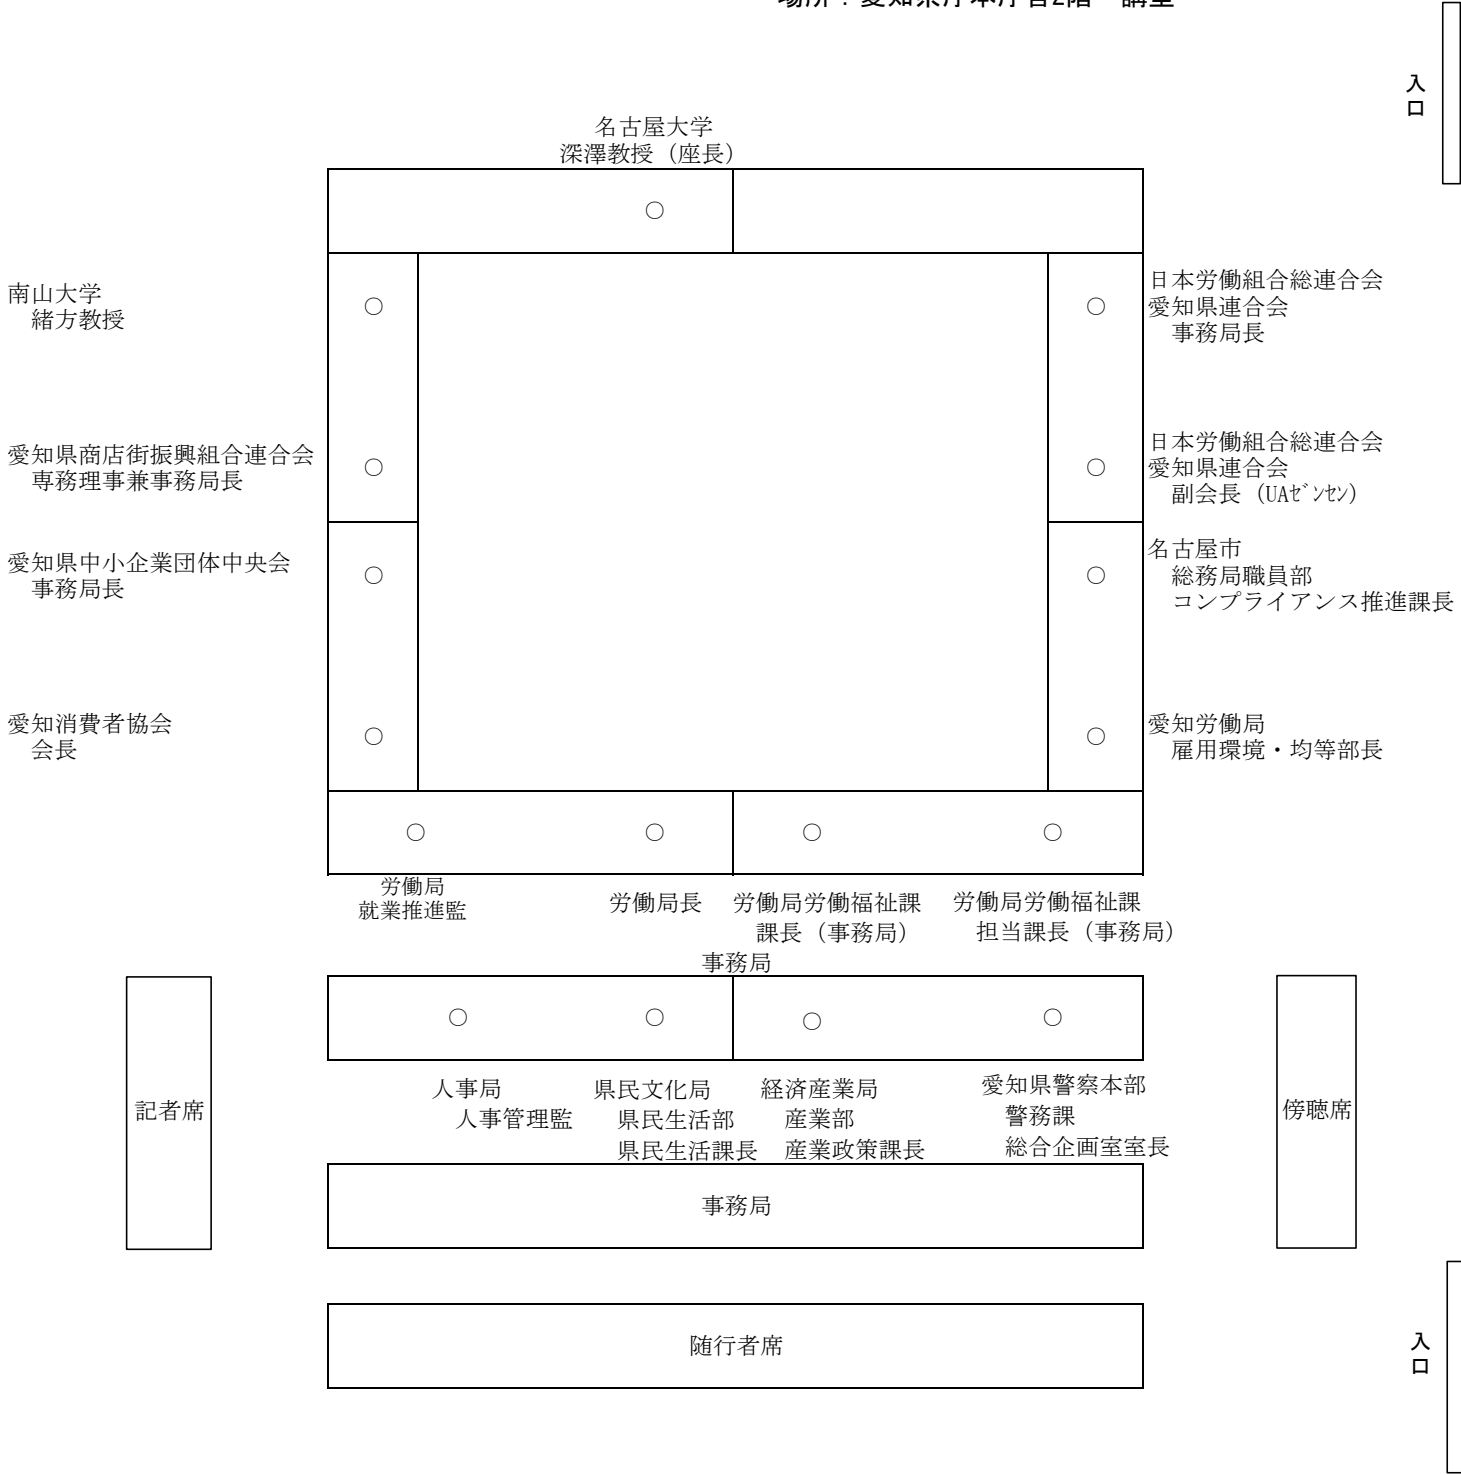 場所：愛知県庁本庁舎2階　講堂
入口
名古屋大学
深澤教授（座長）
南山大学
緒方教授
日本労働組合総連合会
愛知県連合会
事務局長
愛知県商店街振興組合連合会
専務理事兼事務局長
日本労働組合総連合会
愛知県連合会
副会長（UAｾﾞﾝｾﾝ）
愛知県中小企業団体中央会
事務局長
名古屋市
総務局職員部
コンプライアンス推進課長
愛知消費者協会
会長
愛知労働局
雇用環境・均等部長
労働局
就業推進監
労働局長
労働局労働福祉課
課長（事務局）
労働局労働福祉課
担当課長（事務局）
事務局
人事局
人事管理監
県民文化局
県民生活部
県民生活課長
経済産業局
産業部
産業政策課長
愛知県警察本部
警務課
総合企画室室長
記者席
傍聴席
事務局
随行者席
入口